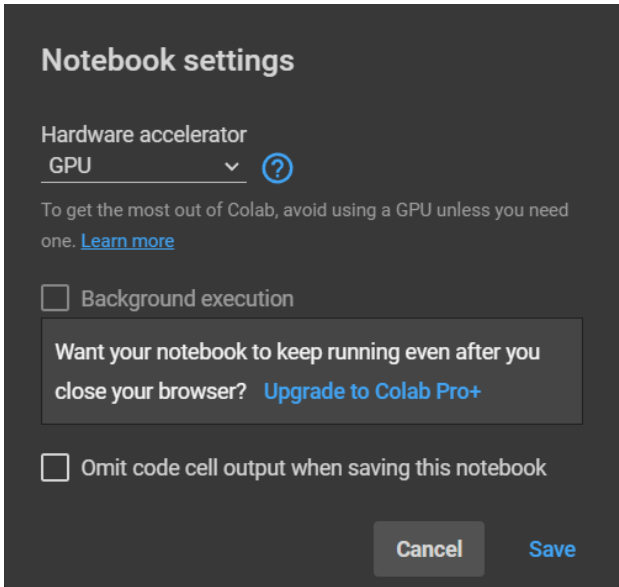 Notebook settings
Hardware accelerator
GPU
?
To get the most out of Colab, avoid using a GPU unless you need
one. Learn more
Background execution
Want your notebook to keep running even after you
close your browser? Upgrade to Colab Pro+
Omit code cell output when saving this notebook
Cancel Save